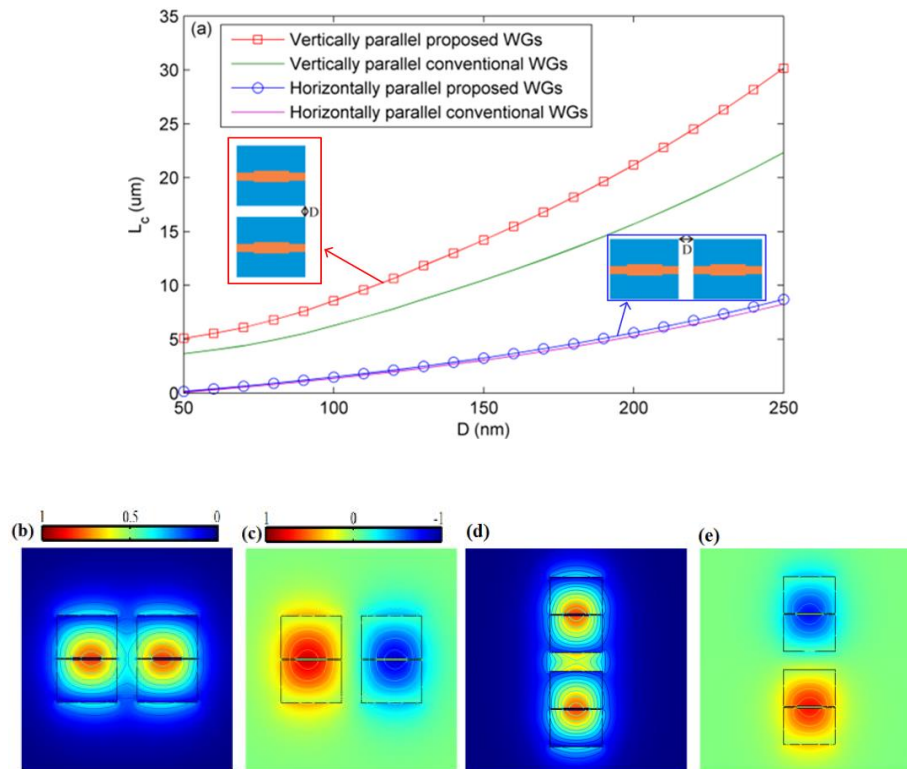 (a)
35
30
25
20
15
10
5
0
L_c (um)
Vertically parallel proposed WGs
Vertically parallel conventional WGs
Horizontally parallel proposed WGs
Horizontally parallel conventional WGs
D
D
50
100
150
200
250
D (nm)
(b)
1
0.5
0
(c)
1
0
-1
(d)
(e)